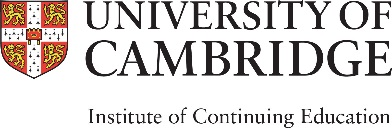 UNIVERSITY OF
CAMBRIDGE
Institute of Continuing Education